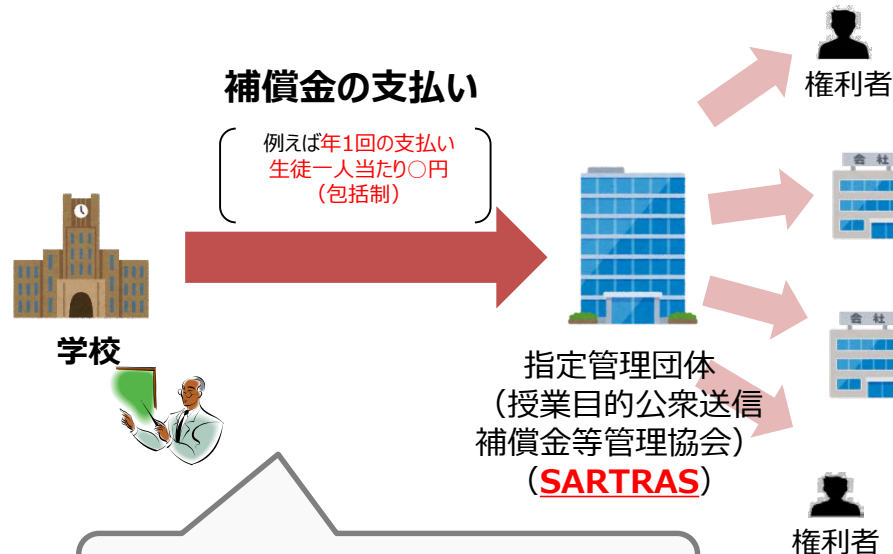 権利者
補償金の支払い
例えば年1回の支払い
生徒一人当たり○円
（包括制）
会 社
学校
指定管理団体
（授業目的公衆送信
補償金等管理協会）
（SARTRAS）
会 社
権利者